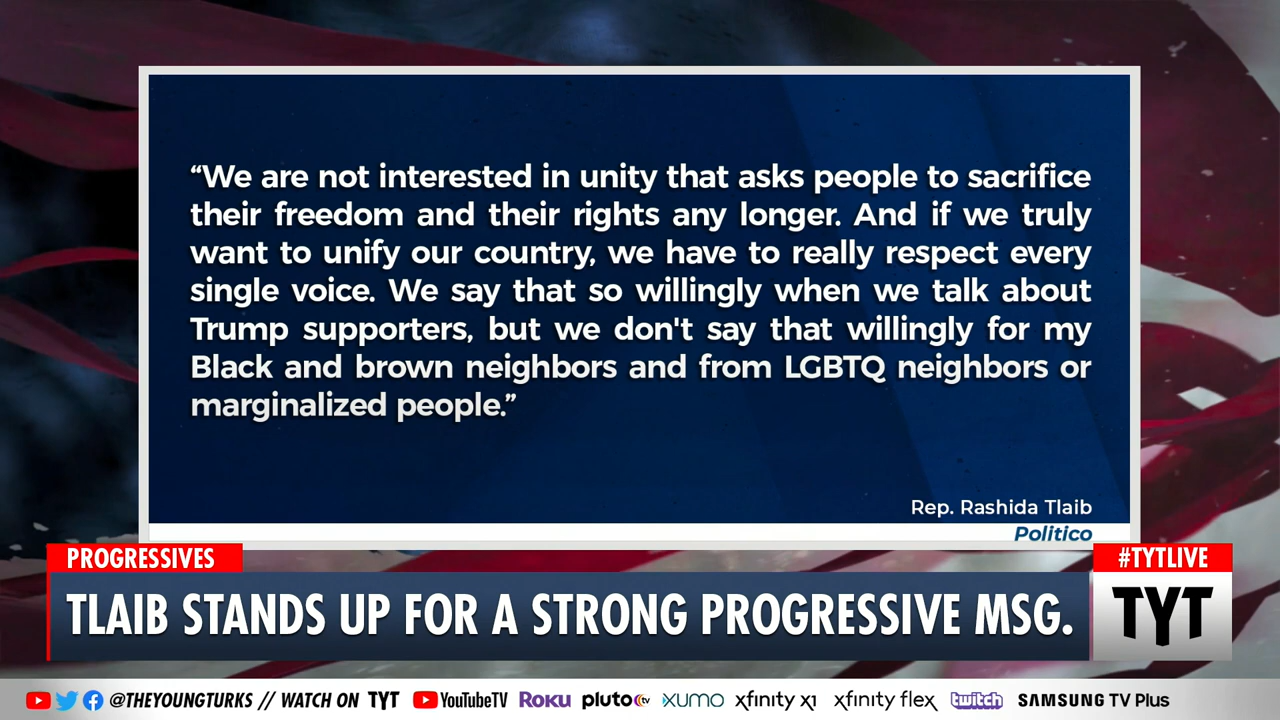 “We are not interested in unity that asks people to sacrifice
their freedom and their rights any longer. And if we truly
want to unify our country, we have to really respect every
single voice. We say that so willingly when we talk about
Trump supporters, but we don't say that willingly for my
Black and brown neighbors and from LGBTQ neighbors or
marginalized people.”
Rep. Rashida Tlaib
Politico
PROGRESSIVES
#TYTLIVE
TLAIB STANDS UP FOR A STRONG PROGRESSIVE MSG.
TYT
@THEYOUNGTURKS // WATCH ON TYT YouTubeTV ROKU pluto tv XUMO xfinity x1 xfinity flex twitch SAMSUNG TV Plus